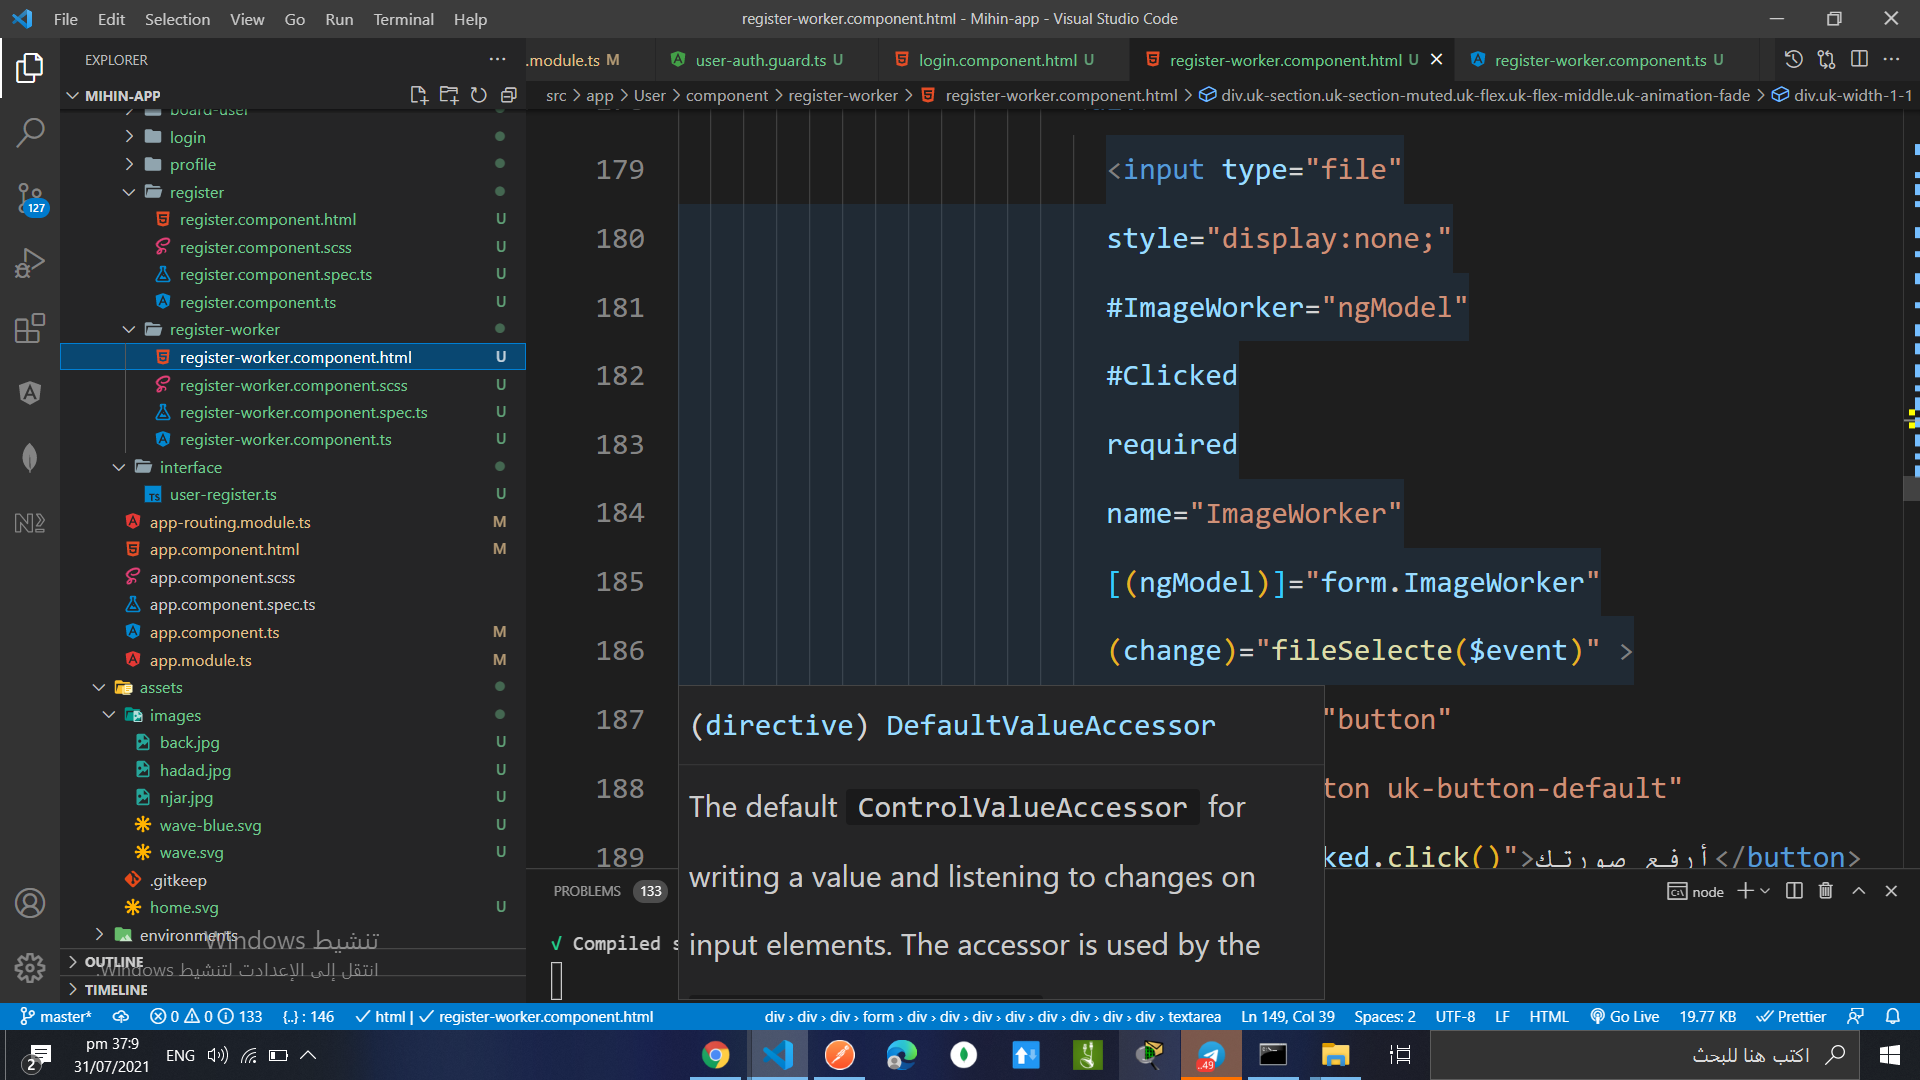 File Edit Selection View Go Run Terminal Help
register-worker.component.html - Mihin-app - Visual Studio Code
EXPLORER
MIHIN-APP
board-user
login
profile
register
register.component.html U
register.component.scss U
register.component.spec.ts U
register.component.ts U
register-worker
register-worker.component.html U
register-worker.component.scss U
register-worker.component.spec.ts U
register-worker.component.ts U
interface
user-register.ts U
app-routing.module.ts M
app.component.html M
app.component.scss
app.component.spec.ts
app.component.ts M
app.module.ts M
assets
images
back.jpg U
hadad.jpg U
njar.jpg U
wave-blue.svg U
wave.svg U
.gitkeep
home.svg U
environments
OUTLINE
TIMELINE
127
.module.ts M
user-auth.guard.ts U
login.component.html U
register-worker.component.html U
register-worker.component.ts U
src > app > User > component > register-worker > register-worker.component.html > div.uk-section.uk-section-muted.uk-flex.uk-flex-middle.uk-animation-fade > div.uk-width-1-1
179 <input type="file"
180 style="display:none;"
181 #ImageWorker="ngModel"
182 #Clicked
183 required
184 name="ImageWorker"
185 [(ngModel)]="form.ImageWorker"
186 (change)="fileSelecte($event)" >
187 "button"
188 ton uk-button-default"
189 ked.click()">أرفع صورتك</button>
(directive) DefaultValueAccessor
The default ControlValueAccessor for
writing a value and listening to changes on
input elements. The accessor is used by the
PROBLEMS 133
node
√ Compiled s
تنشيط Windows
انتقل إلى الإعدادت لتنشيط Windows.
master* 0 0 133 {..} : 146 html | register-worker.component.html
div › div › div › form › div › div › div › div › div › div › div › div › textarea Ln 149, Col 39 Spaces: 2 UTF-8 LF HTML Go Live 19.77 KB Prettier
2
pm 37:9
31/07/2021
ENG
..49
اكتب هنا للبحث